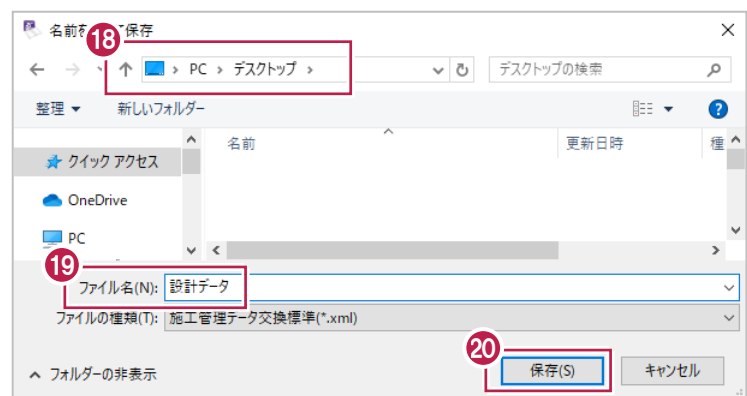 名前を 保存
18
PC › デスクトップ ›
デスクトップの検索
整理 新しいフォルダー
名前 更新日時 種
クイック アクセス
OneDrive
PC
19
ファイル名(N): 設計データ
ファイルの種類(T): 施工管理データ交換標準(*.xml)
20
フォルダーの非表示 保存(S) キャンセル